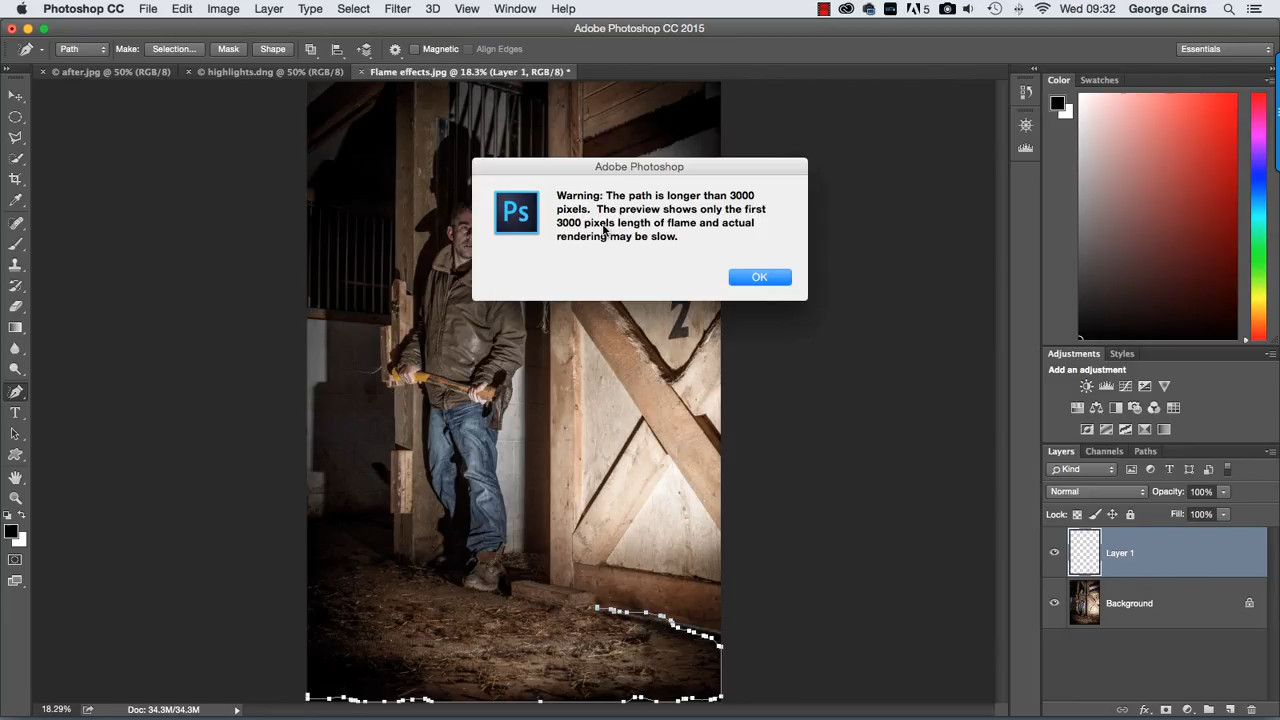 Photoshop CC File Edit Image Layer Type Select Filter 3D View Window Help 5 Wed 09:32 George Cairns
Adobe Photoshop CC 2015
Path Make: Selection... Mask Shape Magnetic Align Edges Essentials
× © after.jpg @ 50% (RGB/8) × © highlights.dng @ 50% (RGB/8) × Flame effects.jpg @ 18.3% (Layer 1, RGB/8) *
Color Swatches
Adobe Photoshop
Ps
Warning: The path is longer than 3000
pixels. The preview shows only the first
3000 pixels length of flame and actual
rendering may be slow.
OK
2
Adjustments Styles
Add an adjustment
Layers Channels Paths
Kind
Normal Opacity: 100%
Lock: Fill: 100%
Layer 1
Background
18.29% Doc: 34.3M/34.3M